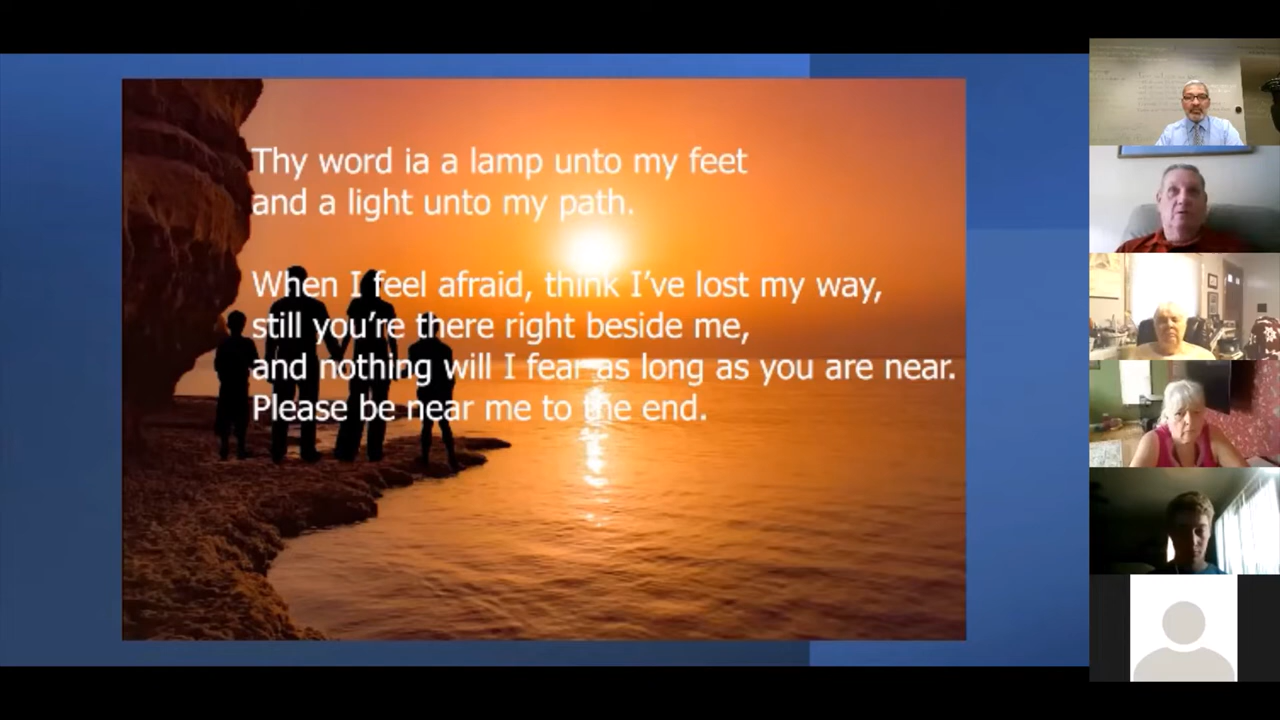 Thy word ia a lamp unto my feet
and a light unto my path.
When I feel afraid, think I’ve lost my way,
still you’re there right beside me,
and nothing will I fear as long as you are near.
Please be near me to the end.